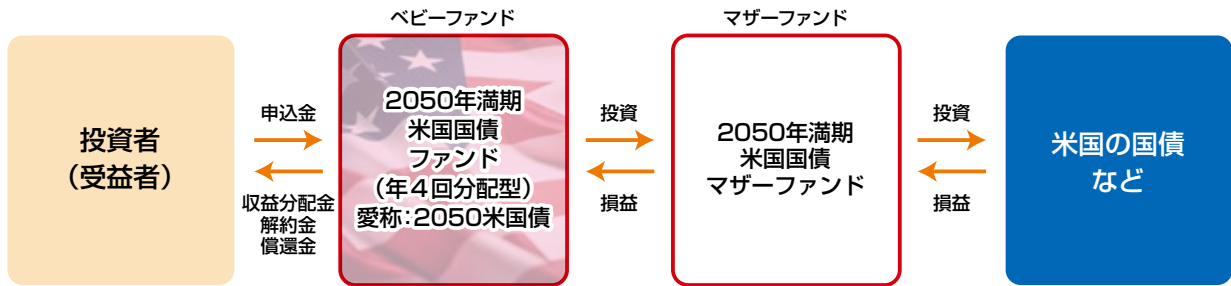 ベビーファンド
マザーファンド
投資者
（受益者）
申込金
収益分配金
解約金
償還金
2050年満期
米国国債
ファンド
（年4回分配型）
愛称：2050米国債
投資
損益
2050年満期
米国国債
マザーファンド
投資
損益
米国の国債
など